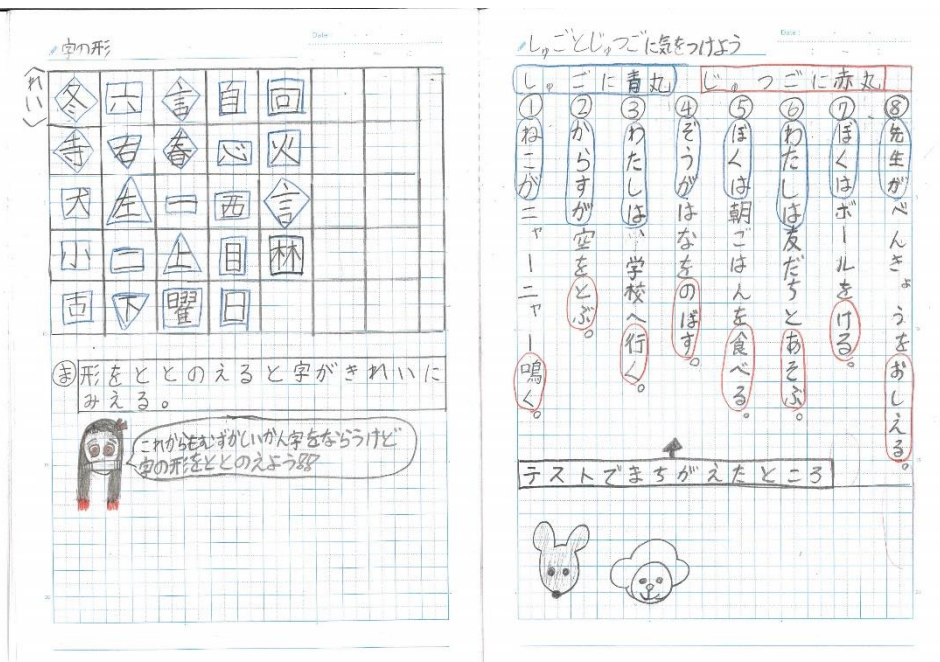 字の形
Date
〈れい〉
冬 六 言 自 回
寺 右 春 心 火
犬 左 一 西 言
小 二 上 目 林
古 下 曜 日
ま 形をととのえると字がきれいに
みえる。
これからもむずかしいかん字をならうけど
字の形をととのえよう!!
しゅごとじゅつごに気をつけよう
Date
しゅごに青丸
じゅつごに赤丸
①ねこがニャーニャー鳴く。
②からすが空をとぶ。
③わたしは、学校へ行く。
④ぞうがはなをのばす。
⑤ぼくは朝ごはんを食べる。
⑥わたしは友だちとあそぶ。
⑦ぼくはボールをける。
⑧先生がべんきょうをおしえる。
テストでまちがえたところ